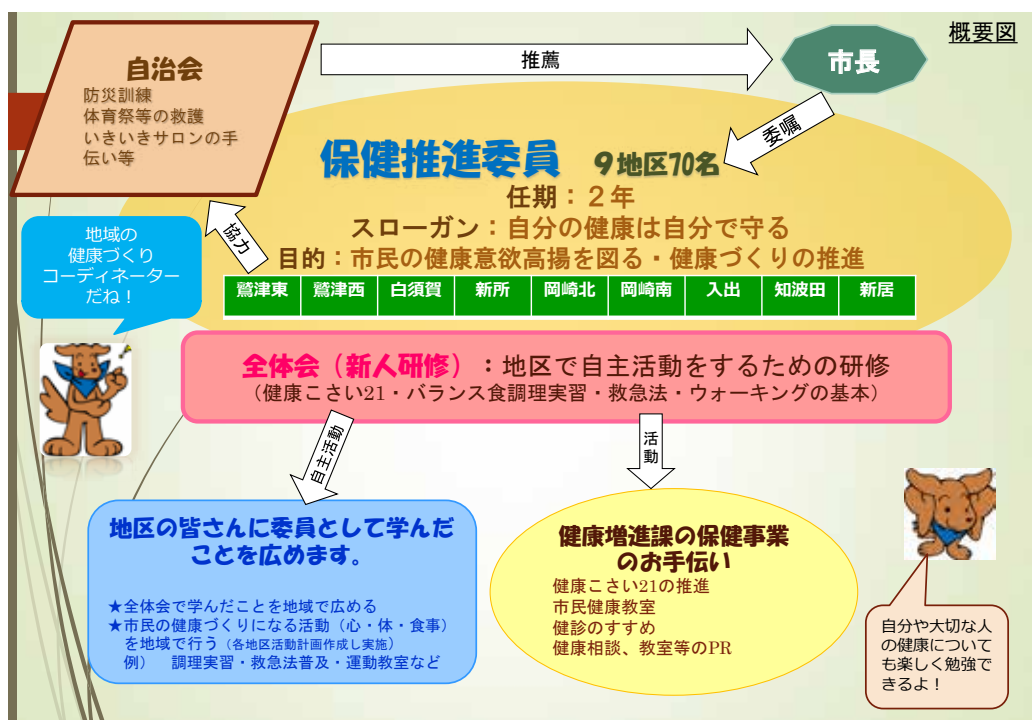 概要図
自治会
防災訓練
体育祭等の救護
いきいきサロンの手
伝い等
推薦
市長
委嘱
協力
保健推進委員 9地区70名
任期：２年
スローガン：自分の健康は自分で守る
目的：市民の健康意欲高揚を図る・健康づくりの推進
鷲津東 鷲津西 白須賀 新所 岡崎北 岡崎南 入出 知波田 新居
地域の
健康づくり
コーディネーター
だね！
全体会（新人研修）：地区で自主活動をするための研修
（健康こさい21・バランス食調理実習・救急法・ウォーキングの基本）
自主活動
活動
地区の皆さんに委員として学んだ
ことを広めます。
★全体会で学んだことを地域で広める
★市民の健康づくりになる活動（心・体・食事）
を地域で行う（各地区活動計画作成し実施）
例） 調理実習・救急法普及・運動教室など
健康増進課の保健事業
のお手伝い
健康こさい21の推進
市民健康教室
健診のすすめ
健康相談、教室等のPR
自分や大切な人
の健康について
も楽しく勉強で
きるよ！